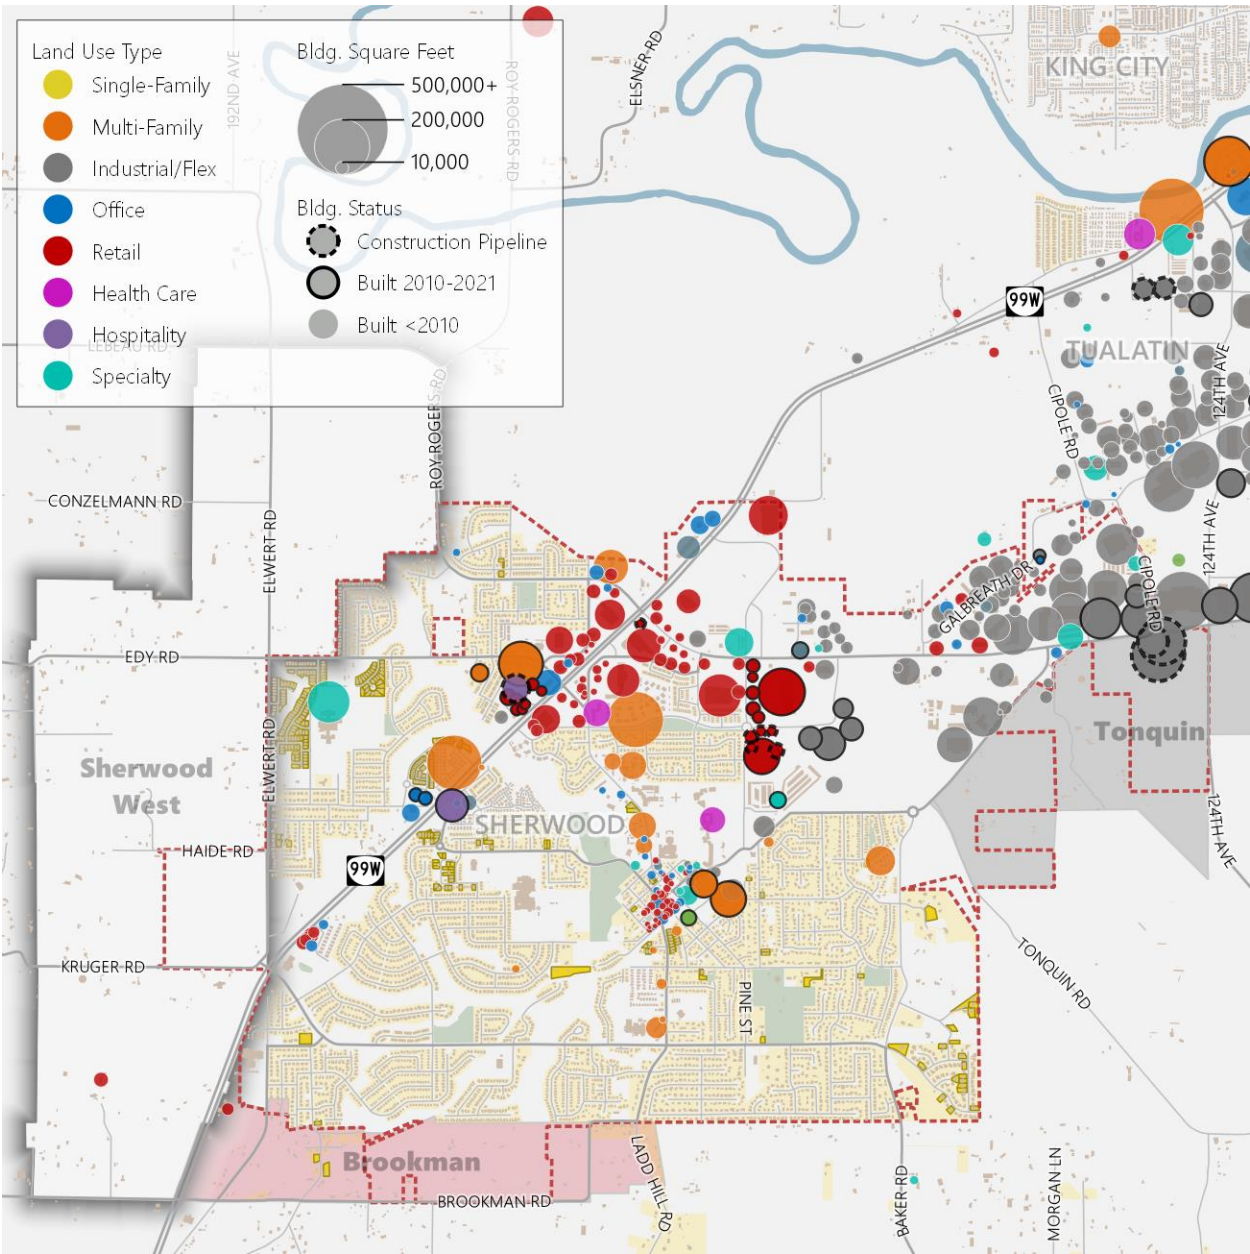 Land Use Type
Single-Family
Multi-Family
Industrial/Flex
Office
Retail
Health Care
Hospitality
Specialty
Bldg. Square Feet
500,000+
200,000
10,000
Bldg. Status
Construction Pipeline
Built 2010-2021
Built <2010
192ND AVE
ROY ROGERS RD
LEBEAU RD
ELSNER RD
KING CITY
99W
TUALATIN
124TH AVE
CIPOLE RD
ROY ROGERS RD
CONZELMANN RD
ELWERT RD
124TH AVE
GALBREATH DR
CIPOLE RD
EDY RD
ELWERT RD
Tonquin
Sherwood
West
SHERWOOD
124TH AVE
HAIDE RD
99W
KRUGER RD
PINE ST
TONQUIN RD
Brookman
LADD HILL RD
BROOKMAN RD
BAKER RD
MORGAN LN